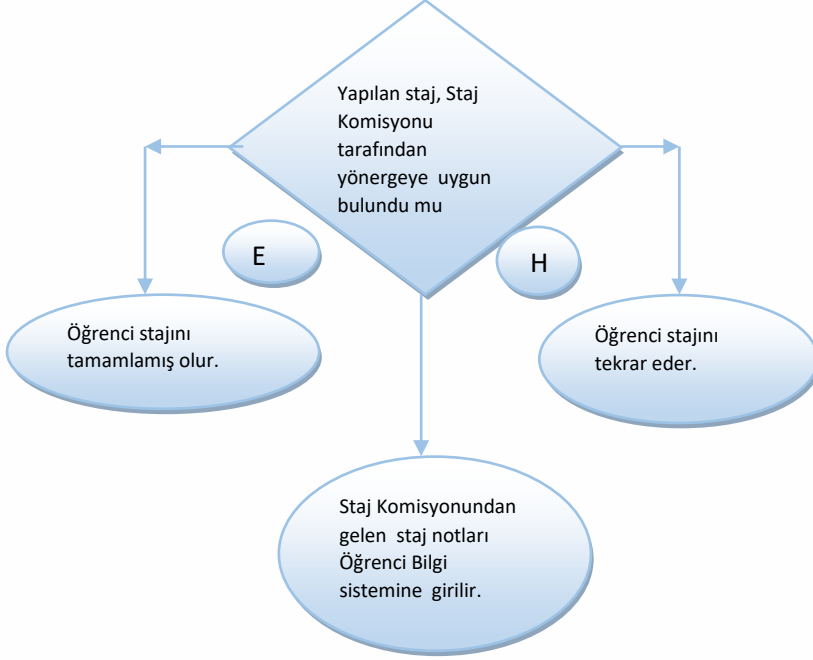 Yapılan staj, Staj
Komisyonu
tarafından
yönergeye uygun
bulundu mu
E
H
Öğrenci stajını
tamamlamış olur.
Öğrenci stajını
tekrar eder.
Staj Komisyonundan
gelen staj notları
Öğrenci Bilgi
sistemine girilir.